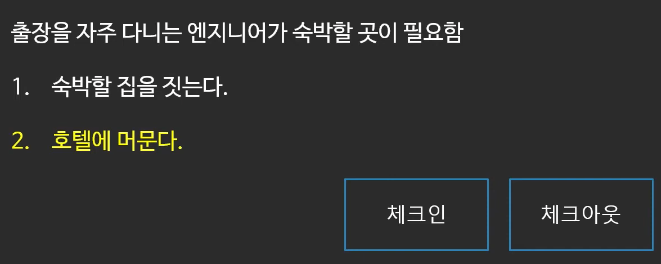 출장을 자주 다니는 엔지니어가 숙박할 곳이 필요함
1. 숙박할 집을 짓는다.
2. 호텔에 머문다.
체크인 체크아웃